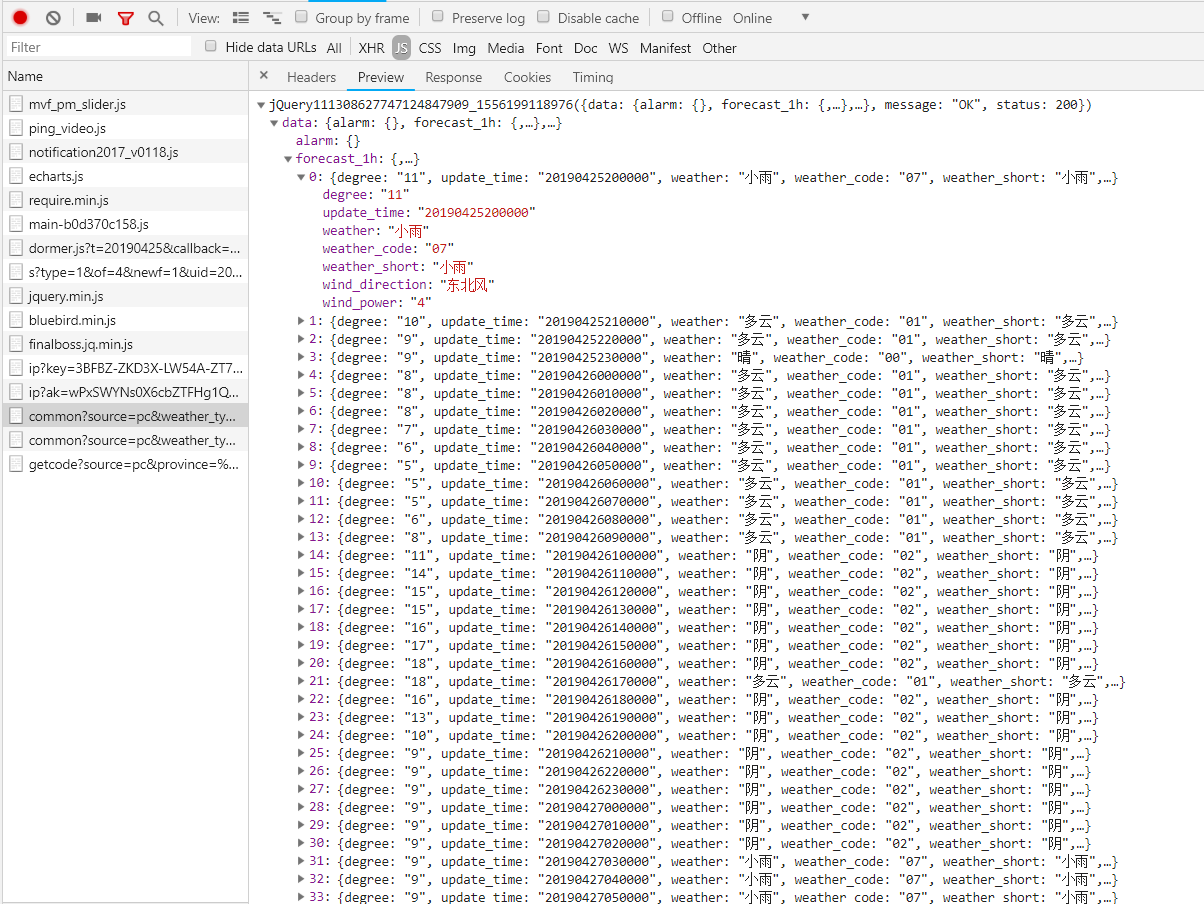 View: Group by frame Preserve log Disable cache Offline Online ▼
Filter Hide data URLs All XHR JS CSS Img Media Font Doc WS Manifest Other
Name
mvf_pm_slider.js
ping_video.js
notification2017_v0118.js
echarts.js
require.min.js
main-b0d370c158.js
dormer.js?t=20190425&callback=...
s?type=1&of=4&newf=1&uid=20...
jquery.min.js
bluebird.min.js
finalboss.jq.min.js
ip?key=3BFBZ-ZKD3X-LW54A-ZT7...
ip?ak=wPxSWYNs0X6cbZTFHg1Q...
common?source=pc&weather_ty...
common?source=pc&weather_ty...
getcode?source=pc&province=%...
× Headers Preview Response Cookies Timing
▼jQuery111308627747124847909_1556199118976({data: {alarm: {}, forecast_1h: {,…},…}, message: "OK", status: 200})
▼data: {alarm: {}, forecast_1h: {,…},…}
alarm: {}
▼forecast_1h: {,…}
▼0: {degree: "11", update_time: "20190425200000", weather: "小雨", weather_code: "07", weather_short: "小雨",…}
degree: "11"
update_time: "20190425200000"
weather: "小雨"
weather_code: "07"
weather_short: "小雨"
wind_direction: "东北风"
wind_power: "4"
▶1: {degree: "10", update_time: "20190425210000", weather: "多云", weather_code: "01", weather_short: "多云",…}
▶2: {degree: "9", update_time: "20190425220000", weather: "多云", weather_code: "01", weather_short: "多云",…}
▶3: {degree: "9", update_time: "20190425230000", weather: "晴", weather_code: "00", weather_short: "晴",…}
▶4: {degree: "8", update_time: "20190426000000", weather: "多云", weather_code: "01", weather_short: "多云",…}
▶5: {degree: "8", update_time: "20190426010000", weather: "多云", weather_code: "01", weather_short: "多云",…}
▶6: {degree: "8", update_time: "20190426020000", weather: "多云", weather_code: "01", weather_short: "多云",…}
▶7: {degree: "7", update_time: "20190426030000", weather: "多云", weather_code: "01", weather_short: "多云",…}
▶8: {degree: "6", update_time: "20190426040000", weather: "多云", weather_code: "01", weather_short: "多云",…}
▶9: {degree: "5", update_time: "20190426050000", weather: "多云", weather_code: "01", weather_short: "多云",…}
▶10: {degree: "5", update_time: "20190426060000", weather: "多云", weather_code: "01", weather_short: "多云",…}
▶11: {degree: "5", update_time: "20190426070000", weather: "多云", weather_code: "01", weather_short: "多云",…}
▶12: {degree: "6", update_time: "20190426080000", weather: "多云", weather_code: "01", weather_short: "多云",…}
▶13: {degree: "8", update_time: "20190426090000", weather: "多云", weather_code: "01", weather_short: "多云",…}
▶14: {degree: "11", update_time: "20190426100000", weather: "阴", weather_code: "02", weather_short: "阴",…}
▶15: {degree: "14", update_time: "20190426110000", weather: "阴", weather_code: "02", weather_short: "阴",…}
▶16: {degree: "15", update_time: "20190426120000", weather: "阴", weather_code: "02", weather_short: "阴",…}
▶17: {degree: "15", update_time: "20190426130000", weather: "阴", weather_code: "02", weather_short: "阴",…}
▶18: {degree: "16", update_time: "20190426140000", weather: "阴", weather_code: "02", weather_short: "阴",…}
▶19: {degree: "17", update_time: "20190426150000", weather: "阴", weather_code: "02", weather_short: "阴",…}
▶20: {degree: "18", update_time: "20190426160000", weather: "阴", weather_code: "02", weather_short: "阴",…}
▶21: {degree: "18", update_time: "20190426170000", weather: "多云", weather_code: "01", weather_short: "多云",…}
▶22: {degree: "16", update_time: "20190426180000", weather: "阴", weather_code: "02", weather_short: "阴",…}
▶23: {degree: "13", update_time: "20190426190000", weather: "阴", weather_code: "02", weather_short: "阴",…}
▶24: {degree: "10", update_time: "20190426200000", weather: "阴", weather_code: "02", weather_short: "阴",…}
▶25: {degree: "9", update_time: "20190426210000", weather: "阴", weather_code: "02", weather_short: "阴",…}
▶26: {degree: "9", update_time: "20190426220000", weather: "阴", weather_code: "02", weather_short: "阴",…}
▶27: {degree: "9", update_time: "20190426230000", weather: "阴", weather_code: "02", weather_short: "阴",…}
▶28: {degree: "9", update_time: "20190427000000", weather: "阴", weather_code: "02", weather_short: "阴",…}
▶29: {degree: "9", update_time: "20190427010000", weather: "阴", weather_code: "02", weather_short: "阴",…}
▶30: {degree: "9", update_time: "20190427020000", weather: "阴", weather_code: "02", weather_short: "阴",…}
▶31: {degree: "9", update_time: "20190427030000", weather: "小雨", weather_code: "07", weather_short: "小雨",…}
▶32: {degree: "9", update_time: "20190427040000", weather: "小雨", weather_code: "07", weather_short: "小雨",…}
▶33: {degree: "9", update_time: "20190427050000", weather: "小雨", weather_code: "07", weather_short: "小雨",…}